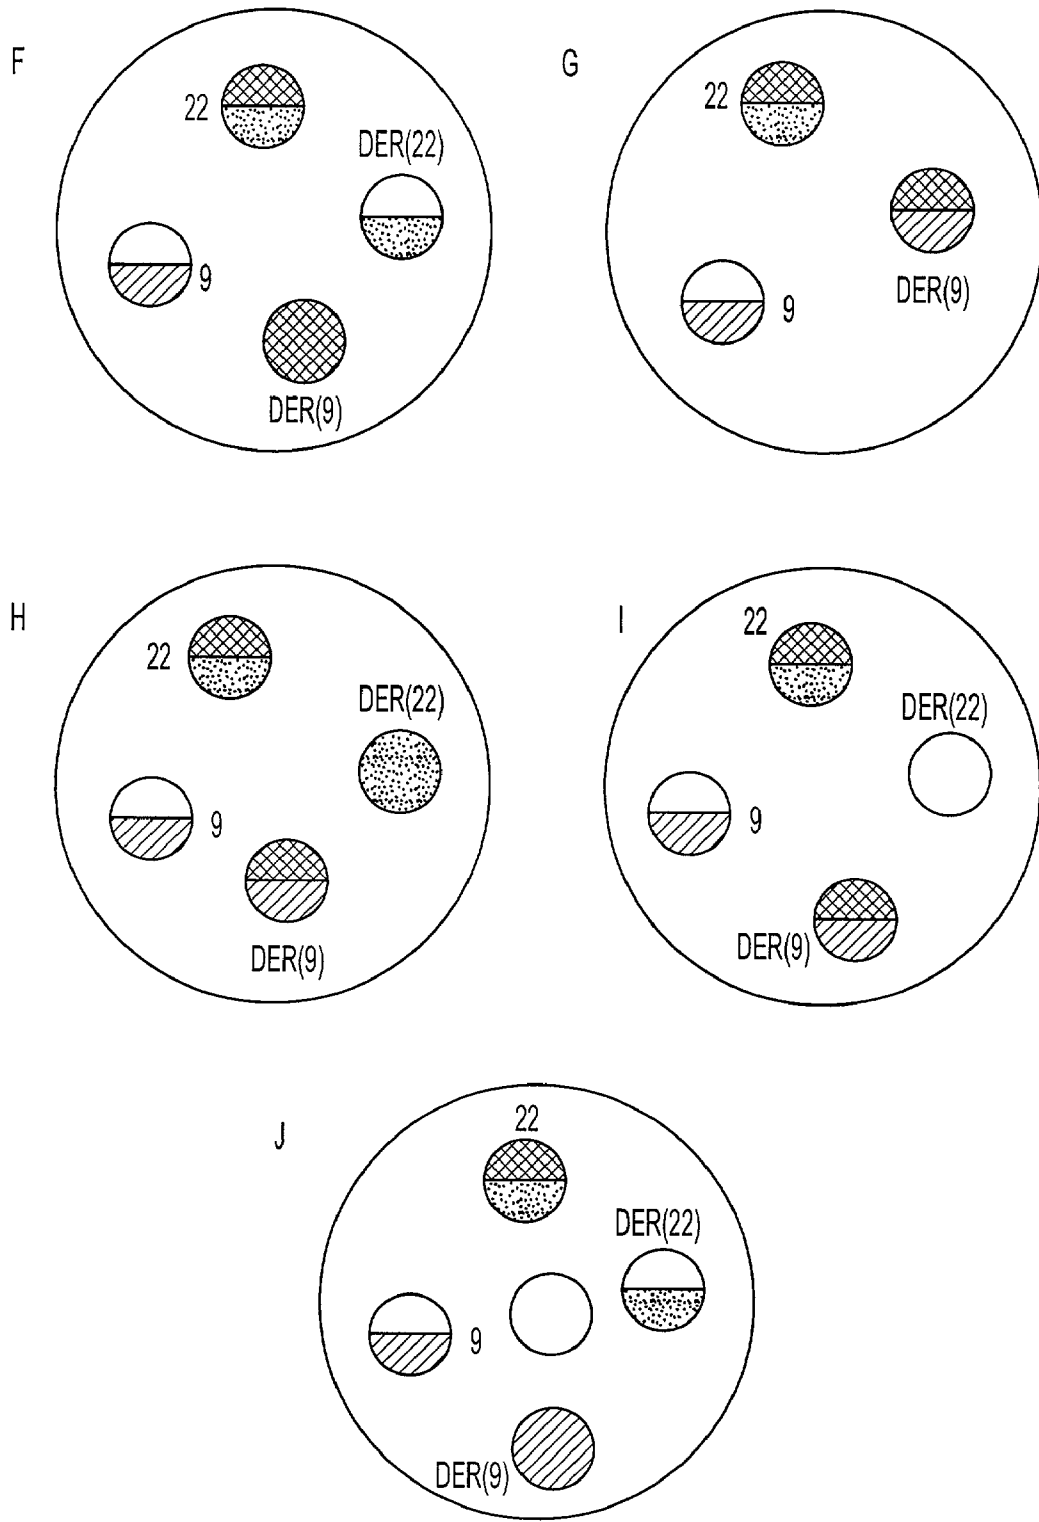 F
22
DER(22)
9
DER(9)
G
22
9
DER(9)
H
22
DER(22)
9
DER(9)
I
22
DER(22)
9
DER(9)
J
22
DER(22)
9
DER(9)